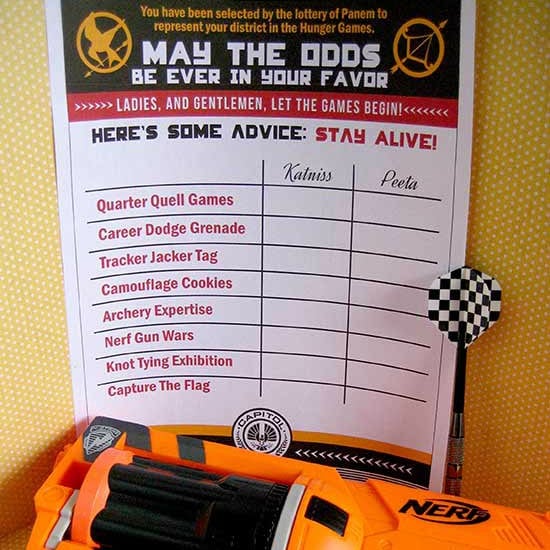 You have been selected by the lottery of Panem to
represent your district in the Hunger Games.
MAY THE ODDS
BE EVER IN YOUR FAVOR
>>>>> LADIES, AND GENTLEMEN, LET THE GAMES BEGIN!<<<<<<
HERE'S SOME ADVICE: STAY ALIVE!
Katniss Peeta
Quarter Quell Games
Career Dodge Grenade
Tracker Jacker Tag
Camouflage Cookies
Archery Expertise
Nerf Gun Wars
Knot Tying Exhibition
Capture The Flag
CAPITOL
NERF